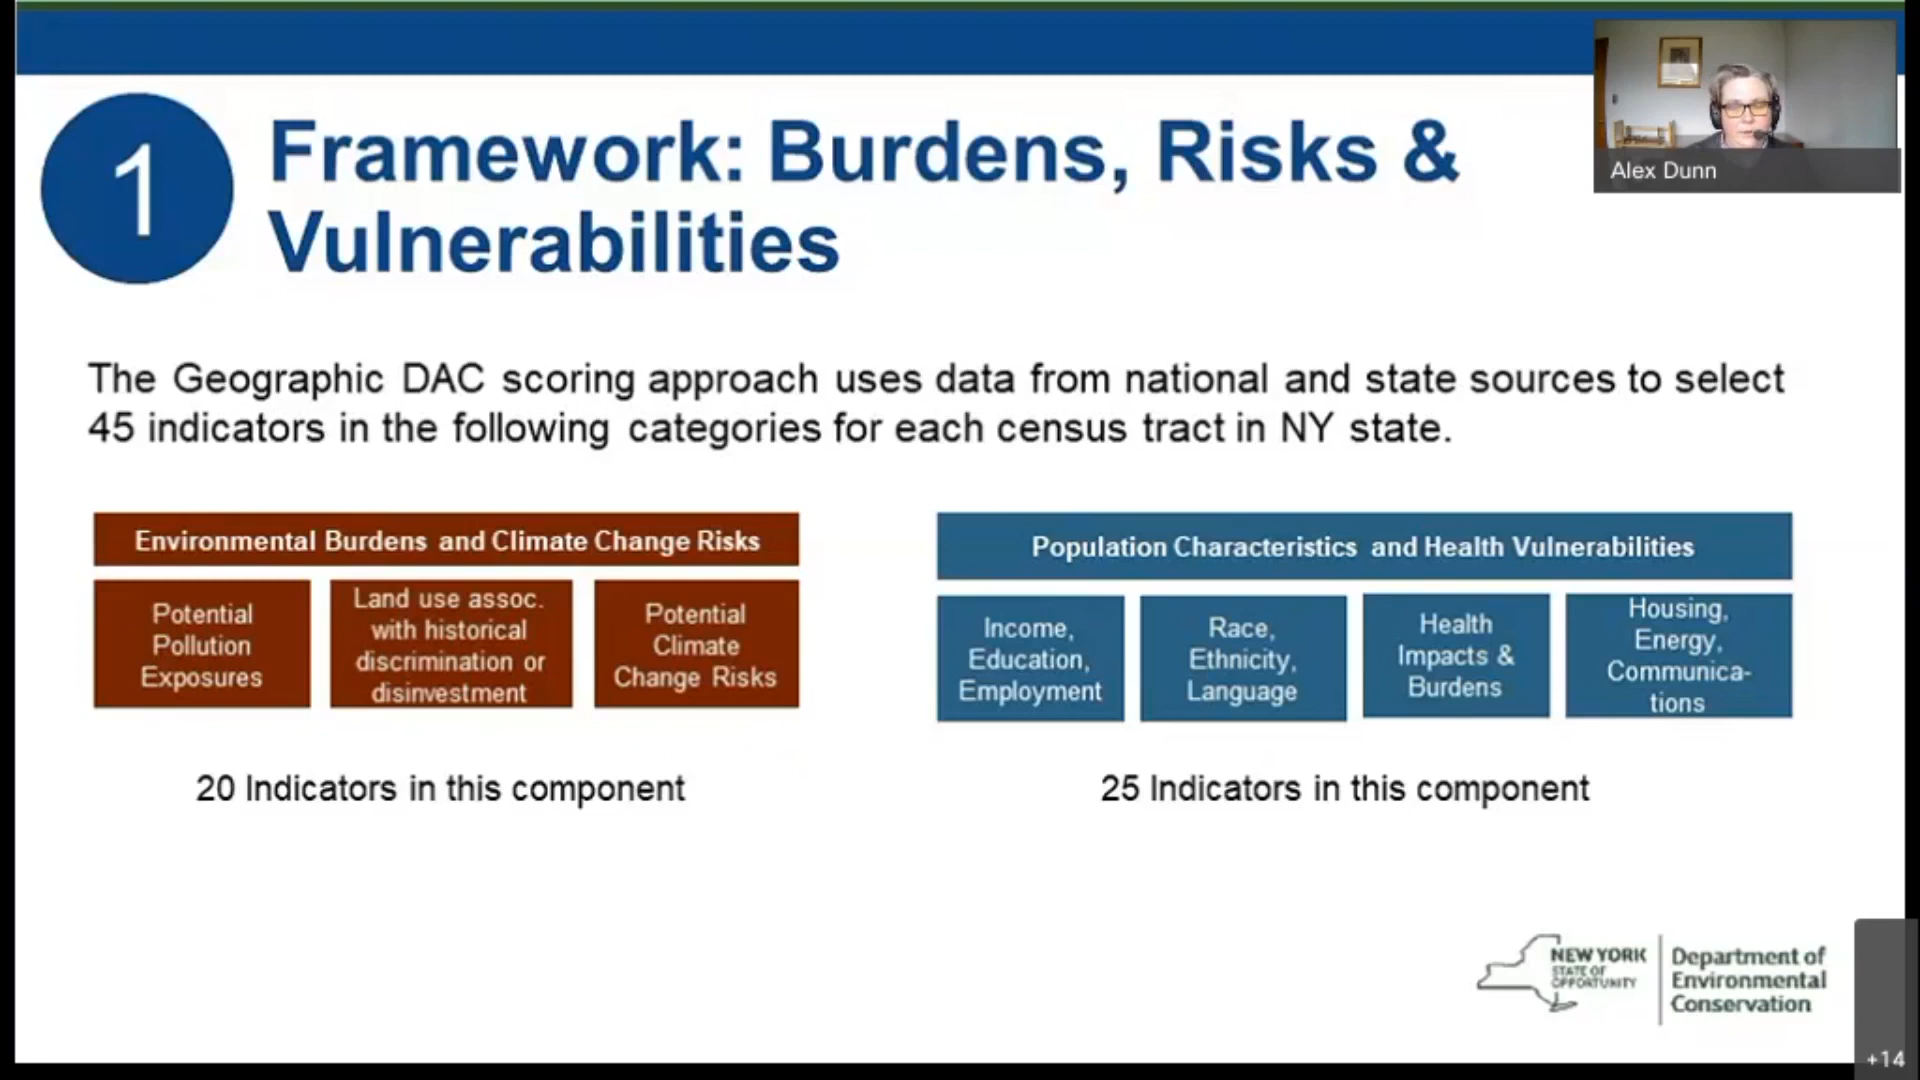 1
Framework: Burdens, Risks &
Vulnerabilities
Alex Dunn
The Geographic DAC scoring approach uses data from national and state sources to select
45 indicators in the following categories for each census tract in NY state.
Environmental Burdens and Climate Change Risks
Potential
Pollution
Exposures
Land use assoc.
with historical
discrimination or
disinvestment
Potential
Climate
Change Risks
20 Indicators in this component
Population Characteristics and Health Vulnerabilities
Income,
Education,
Employment
Race,
Ethnicity,
Language
Health
Impacts &
Burdens
Housing,
Energy,
Communica-
tions
25 Indicators in this component
NEW YORK
STATE OF
OPPORTUNITY
Department of
Environmental
Conservation
+14